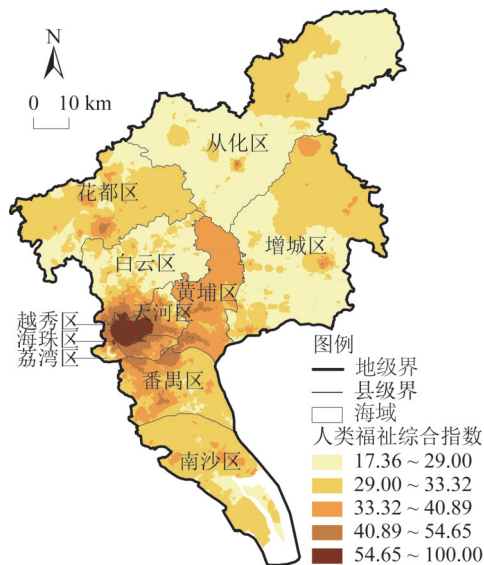 N
0 10 km
从化区
花都区
增城区
白云区
黄埔区
天河区
越秀区
海珠区
荔湾区
番禺区
南沙区
图例
地级界
县级界
海域
人类福祉综合指数
17.36 ~ 29.00
29.00 ~ 33.32
33.32 ~ 40.89
40.89 ~ 54.65
54.65 ~ 100.00